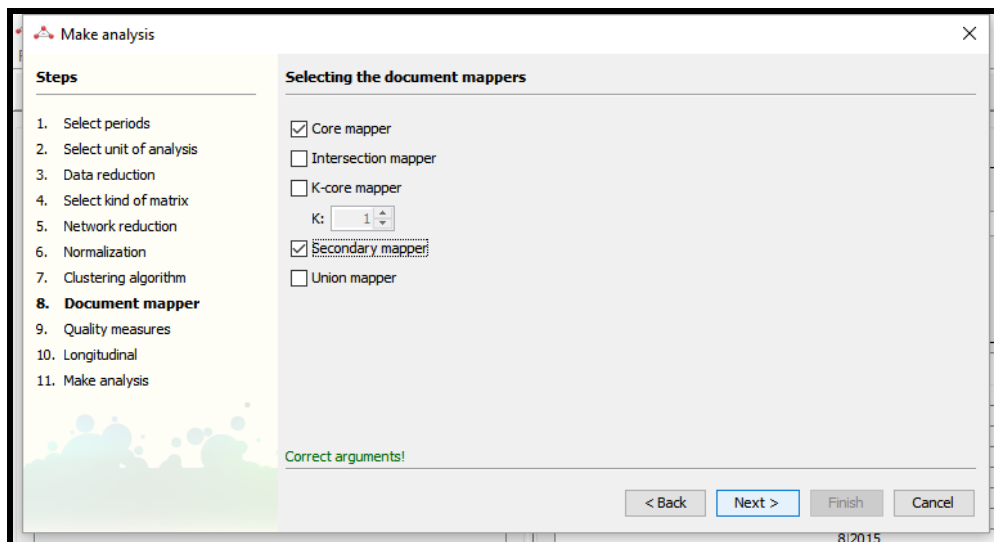 Make analysis
Steps
1. Select periods
2. Select unit of analysis
3. Data reduction
4. Select kind of matrix
5. Network reduction
6. Normalization
7. Clustering algorithm
8. Document mapper
9. Quality measures
10. Longitudinal
11. Make analysis
Selecting the document mappers
Core mapper
Intersection mapper
K-core mapper
K: 1
Secondary mapper
Union mapper
Correct arguments!
< Back Next > Finish Cancel
8|2015